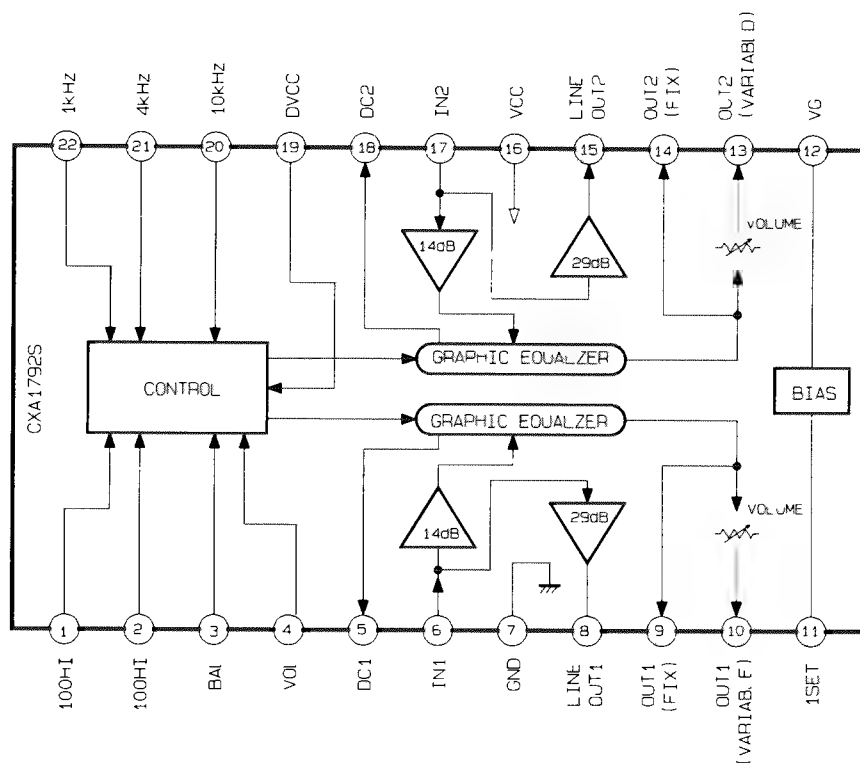 1kHz
4kHz
10kHz
DVCC
DC2
IN2
VCC
LINE
OUT2
OUT2
(FIX)
OUT2
(VARIABLD)
VG
22
21
20
19
18
17
16
15
14
13
12
CXA1792S
14dB
29dB
VOLUME
GRAPHIC EQUALZER
CONTROL
BIAS
GRAPHIC EQUALZER
14dB
29dB
VOLUME
1
2
3
4
5
6
7
8
9
10
11
100HI
100HI
BAI
VOI
DC1
IN1
GND
LINE
OUT1
OUT1
(FIX)
OUT1
(VARIAB_F)
1SET